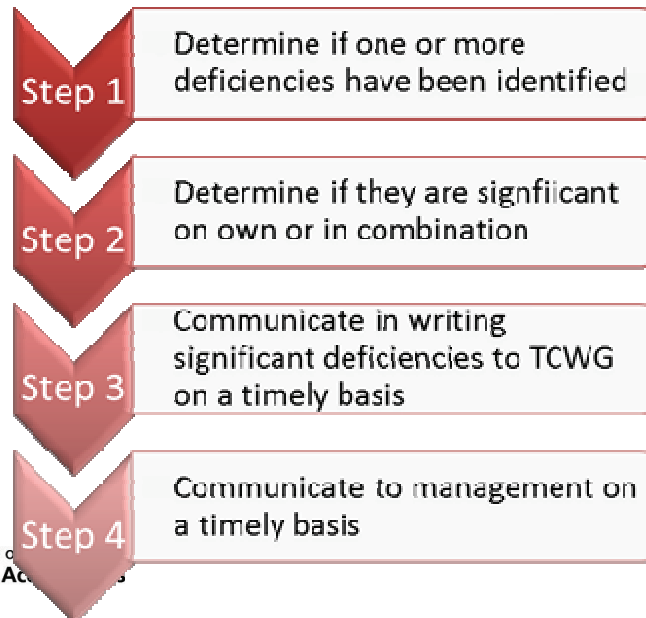 Step 1
Determine if one or more
deficiencies have been identified
Step 2
Determine if they are signfiicant
on own or in combination
Step 3
Communicate in writing
significant deficiencies to TCWG
on a timely basis
Step 4
Communicate to management on
a timely basis